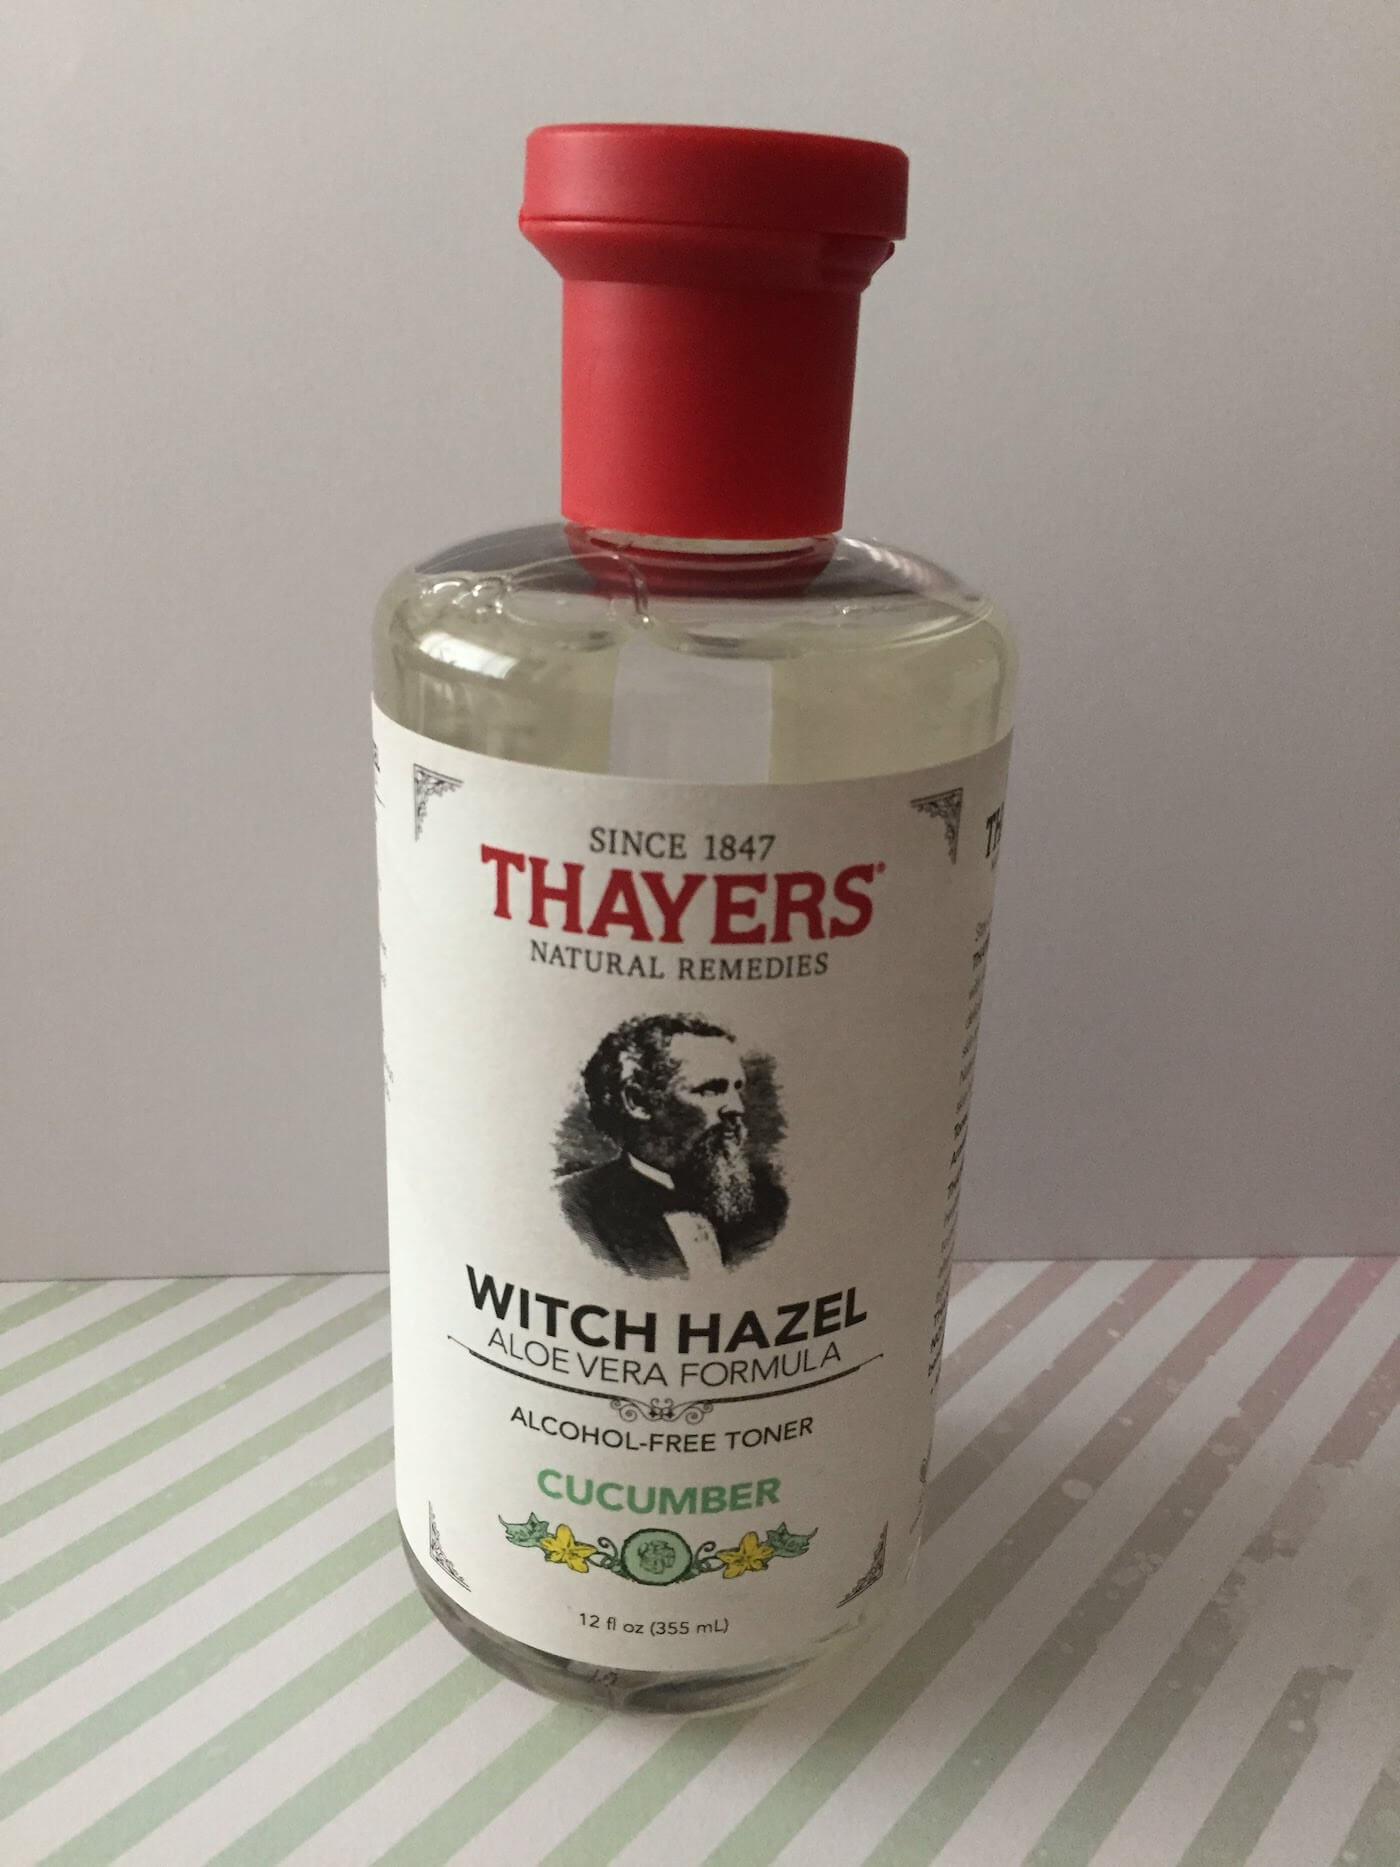 SINCE 1847
THAYERS
NATURAL REMEDIES
WITCH HAZEL
ALOE VERA FORMULA
ALCOHOL-FREE TONER
CUCUMBER
12 fl oz (355 mL)